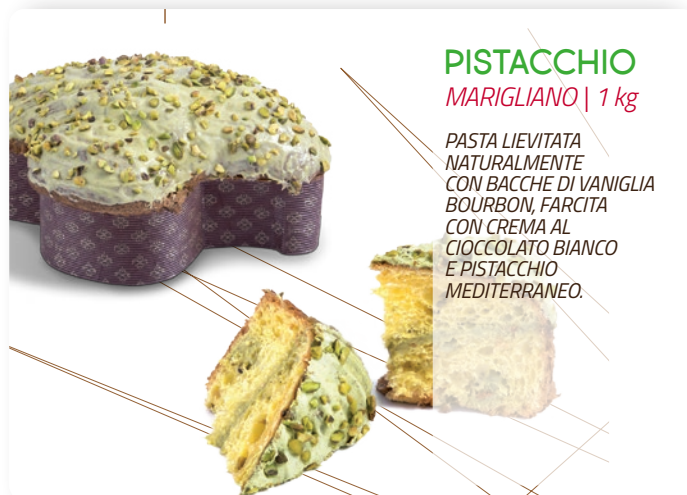 PISTACCHIO
MARIGLIANO | 1 kg
PASTA LIEVITATA
NATURALMENTE
CON BACCHE DI VANIGLIA
BOURBON, FARCITA
CON CREMA AL
CIOCCOLATO BIANCO
E PISTACCHIO
MEDITERRANEO.